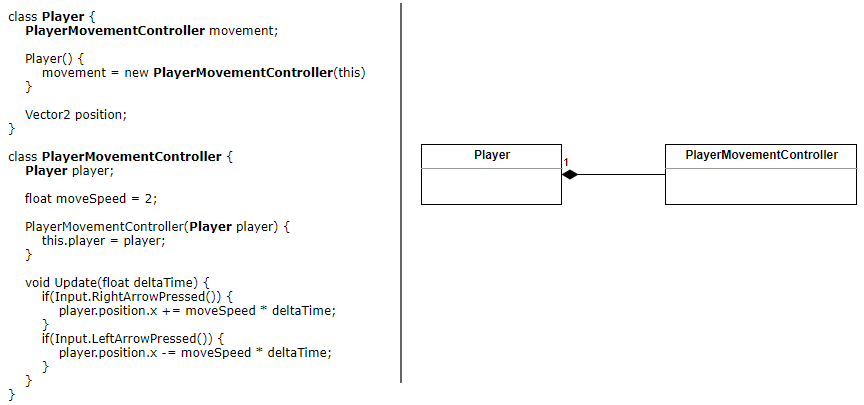 class Player {
PlayerMovementController movement;
Player() {
movement = new PlayerMovementController(this)
}
Vector2 position;
}
class PlayerMovementController {
Player player;
float moveSpeed = 2;
PlayerMovementController(Player player) {
this.player = player;
}
void Update(float deltaTime) {
if(Input.RightArrowPressed()) {
player.position.x += moveSpeed * deltaTime;
}
if(Input.LeftArrowPressed()) {
player.position.x -= moveSpeed * deltaTime;
}
}
}
Player
1
PlayerMovementController